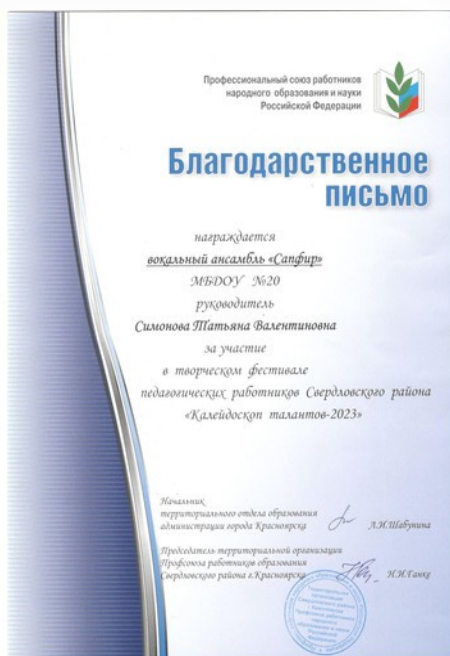 Профессиональный союз работников
народного образования и науки
Российской Федерации
Благодарственное
письмо
награждается
вокальный ансамбль «Сапфир»
МБДОУ №20
руководитель
Симонова Татьяна Валентиновна
за участие
в творческом фестивале
педагогических работников Свердловского района
«Калейдоскоп талантов-2023»
Начальник
территориального отдела образования
администрации города Красноярска
Л.И.Шабунина
Председатель территориальной организации
Профсоюза работников образования
Свердловского района г.Красноярска
Н.И.Ганке